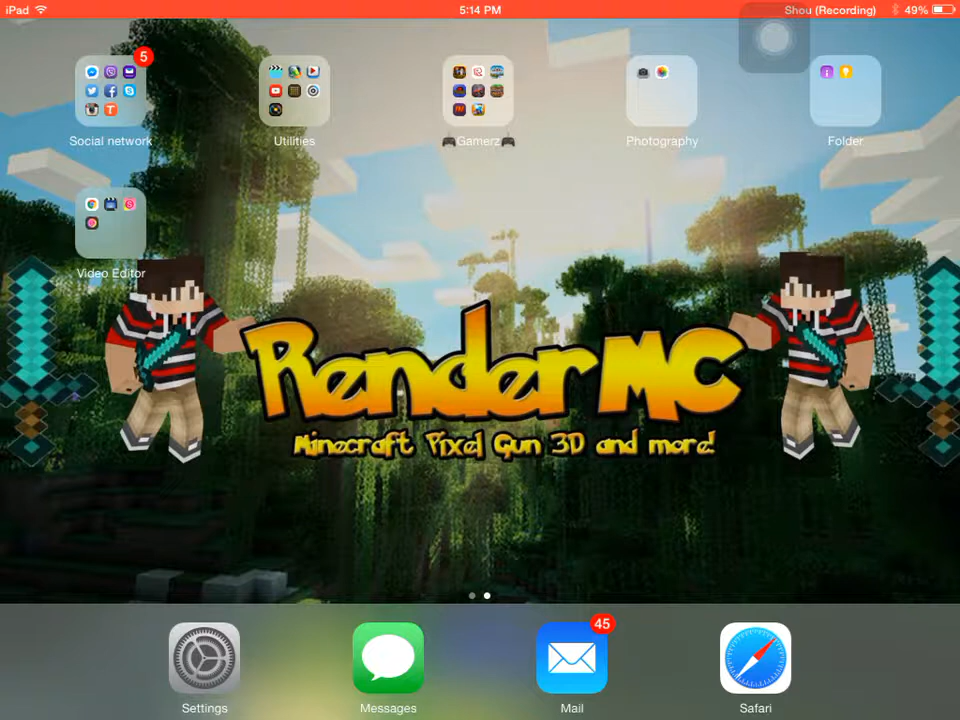 iPad 5:14 PM Shou (Recording) 49%
5
Social network Utilities 🎮Gamerz🎮 Photography Folder
Video Editor
RenderMC
Minecraft Pixel Gun 3D and more!
45
Settings Messages Mail Safari